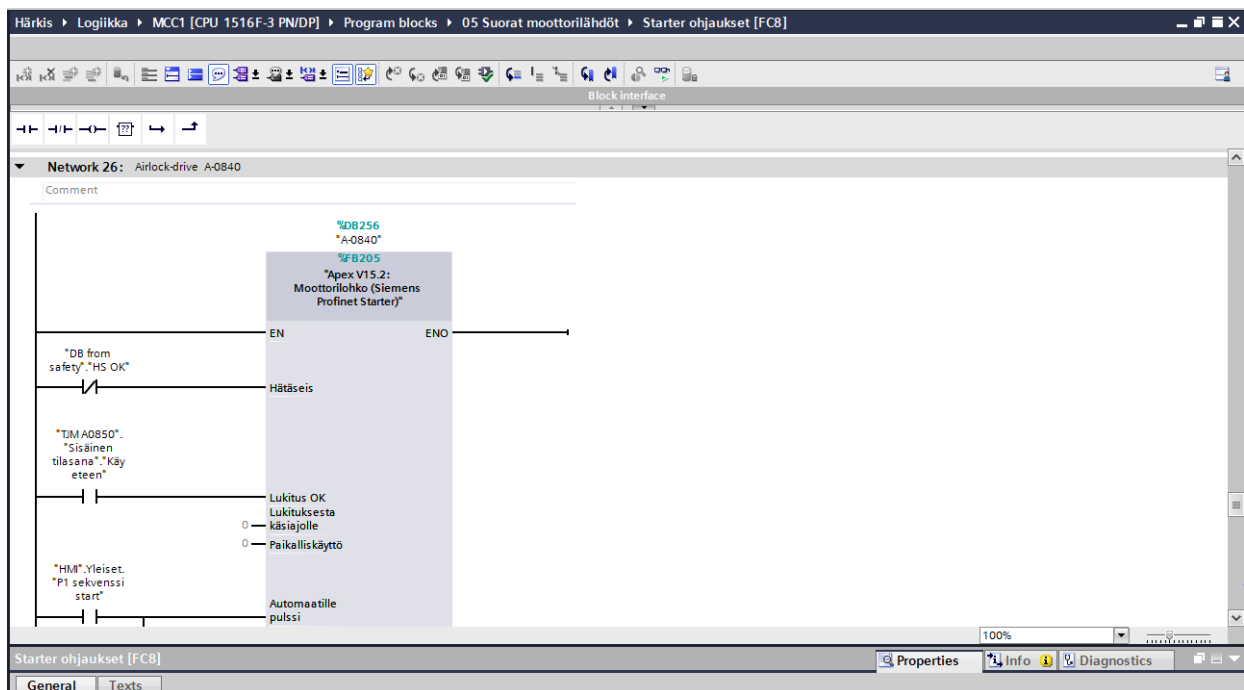 Härkis ▸ Logiikka ▸ MCC1 [CPU 1516F-3 PN/DP] ▸ Program blocks ▸ 05 Suorat moottorilähdöt ▸ Starter ohjaukset [FC8]
Block interface
??
Network 26: Airlock-drive A-0840
Comment
%DB256
"A-0840"
%FB205
"Apex V15.2:
Moottorilohko (Siemens
Profinet Starter)"
EN ENO
"DB from
safety"."HS OK"
Hätäseis
"TJM A0850".
"Sisäinen
tilasana"."Käy
eteen"
Lukitus OK
Lukituksesta
0 käsiajolle
0 Paikalliskäyttö
"HMI".Yleiset.
"P1 sekvenssi
start"
Automaatille
pulssi
100%
Starter ohjaukset [FC8] Properties Info Diagnostics
General Texts